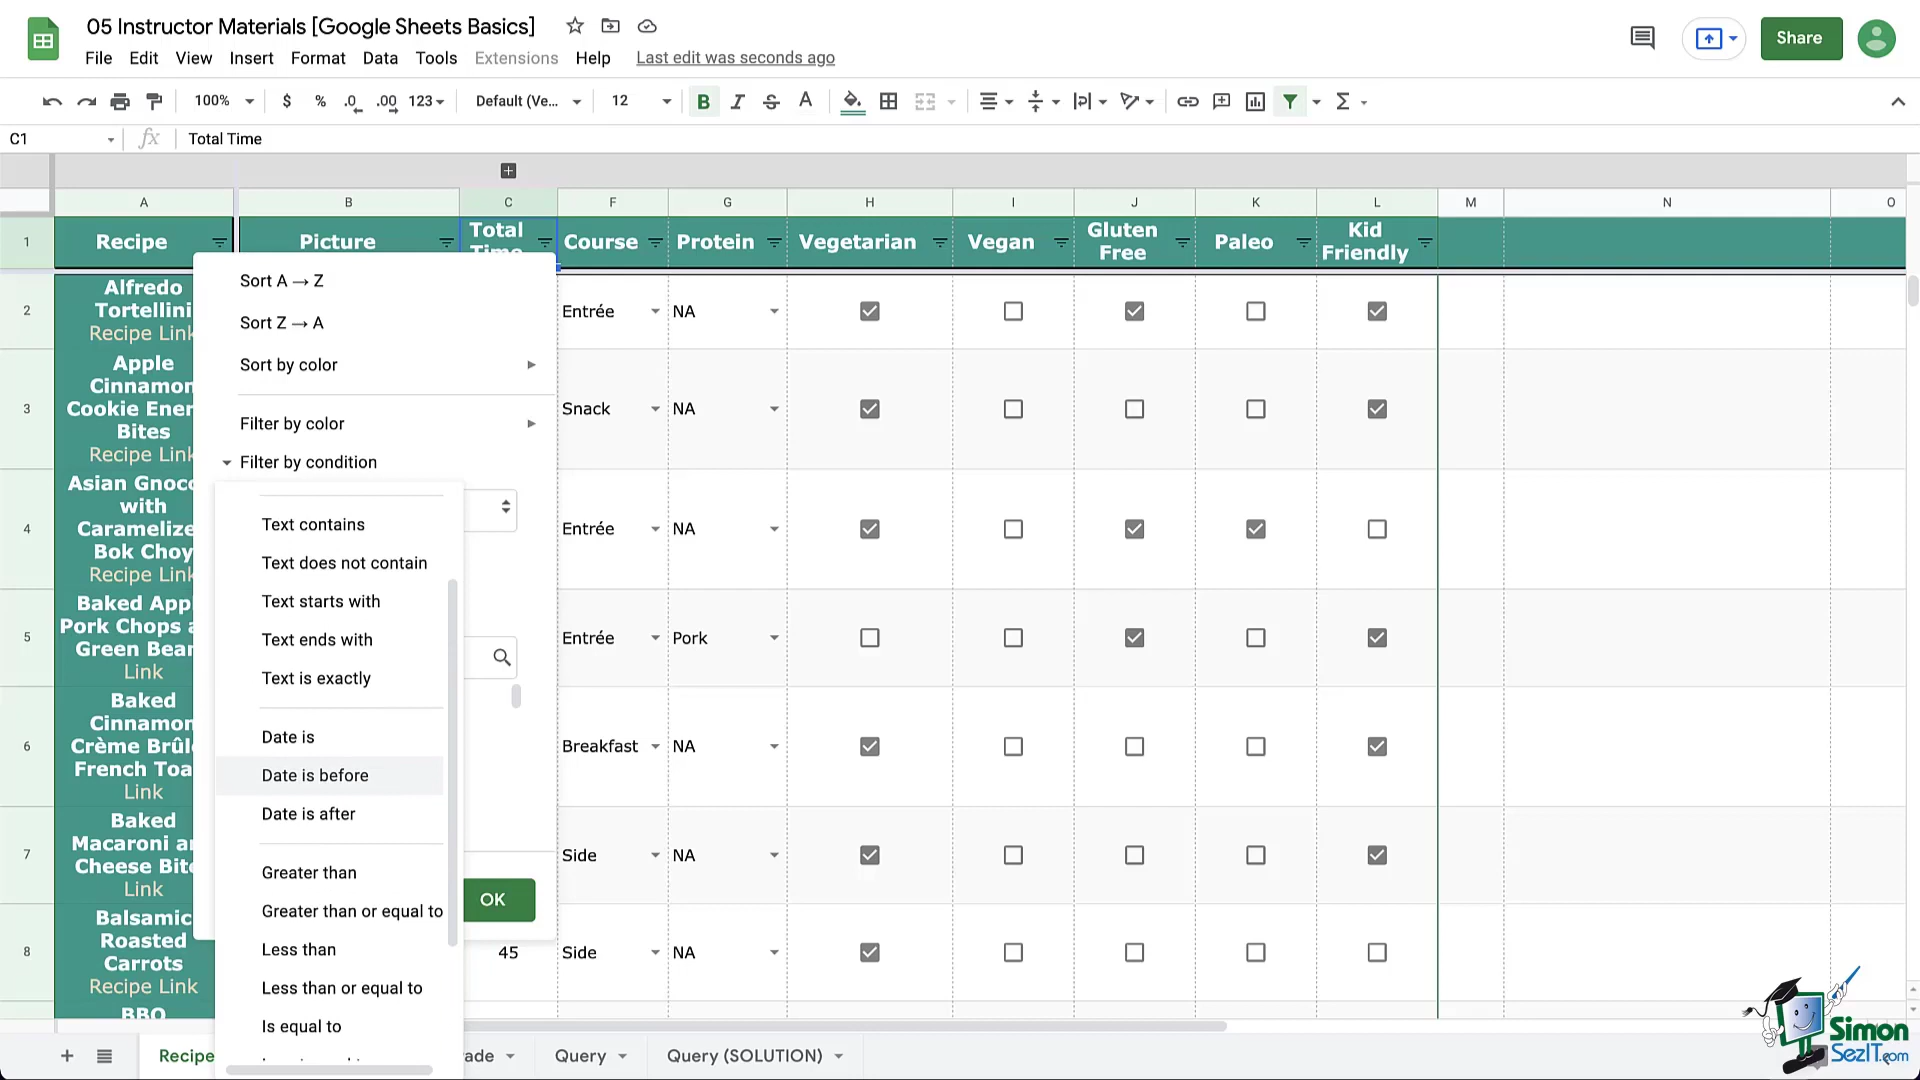 05 Instructor Materials [Google Sheets Basics]
File Edit View Insert Format Data Tools Extensions Help Last edit was seconds ago
Share
100% $ % .0 .00 123 Default (Ve... 12 B I S A Σ
C1 fx Total Time
A B C F G H I J K L M N O
1 Recipe Picture Total Time Course Protein Vegetarian Vegan Gluten Free Paleo Kid Friendly
2 Alfredo
Tortellini
Recipe Link
Entrée NA
3 Apple
Cinnamon
Cookie Ener
Bites
Recipe Link
Snack NA
4 Asian Gnocc
with
Caramelize
Bok Choy
Recipe Link
Entrée NA
5 Baked App
Pork Chops a
Green Bean
Link
Entrée Pork
6 Baked
Cinnamon
Crème Brûl
French Toa
Link
Breakfast NA
7 Baked
Macaroni an
Cheese Bite
Link
Side NA
8 Balsamic
Roasted
Carrots
Recipe Link
45 Side NA
BBQ
Sort A → Z
Sort Z → A
Sort by color
Filter by color
Filter by condition
Text contains
Text does not contain
Text starts with
Text ends with
Text is exactly
Date is
Date is before
Date is after
Greater than
Greater than or equal to
Less than
Less than or equal to
Is equal to
OK
Recipe ade Query Query (SOLUTION)
Simon
SezIT.com